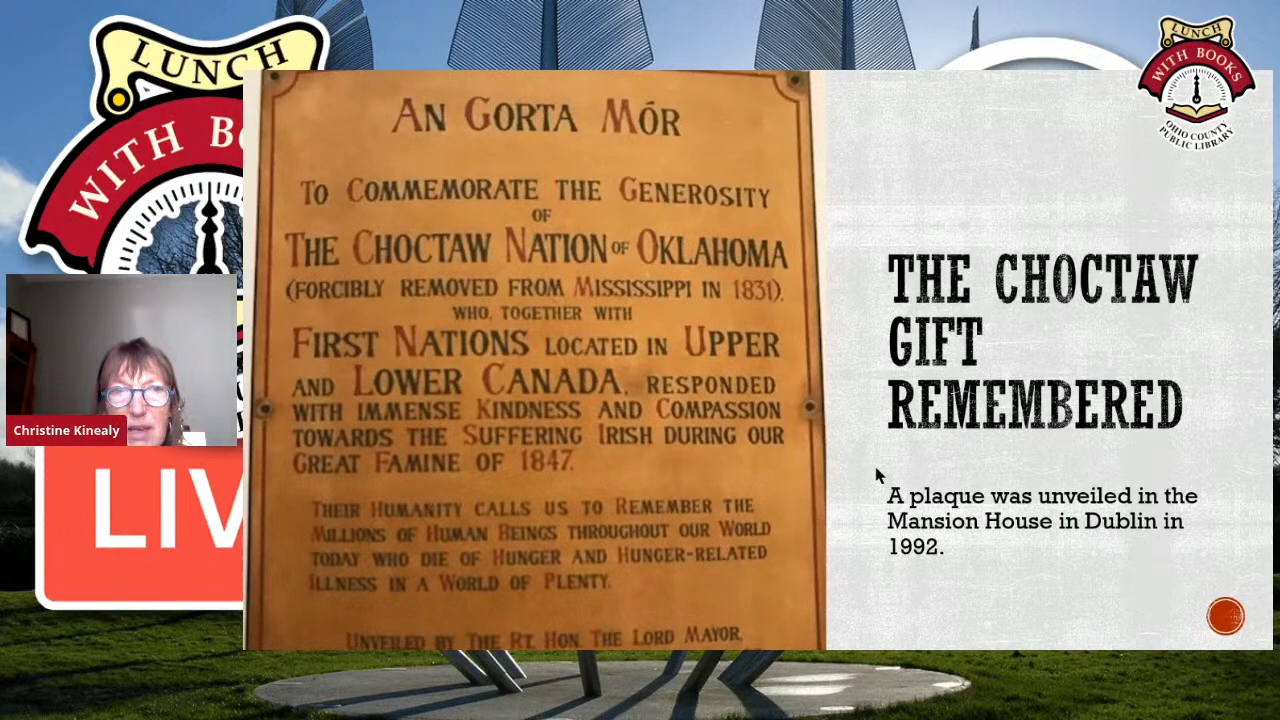 LUNCH
WITH BO
LIV
Christine Kinealy
AN GORTA MÓR
TO COMMEMORATE THE GENEROSITY
OF
THE CHOCTAW NATION OF OKLAHOMA
(FORCIBLY REMOVED FROM MISSISSIPPI IN 1831).
WHO, TOGETHER WITH
FIRST NATIONS LOCATED IN UPPER
AND LOWER CANADA, RESPONDED
WITH IMMENSE KINDNESS AND COMPASSION
TOWARDS THE SUFFERING IRISH DURING OUR
GREAT FAMINE OF 1847.
THEIR HUMANITY CALLS US TO REMEMBER THE
MILLIONS OF HUMAN BEINGS THROUGHOUT OUR WORLD
TODAY WHO DIE OF HUNGER AND HUNGER-RELATED
ILLNESS IN A WORLD OF PLENTY.
UNVEILED BY THE RT. HON. THE LORD MAYOR,
LUNCH
WITH BOOKS
OHIO COUNTY
PUBLIC LIBRARY
THE CHOCTAW
GIFT
REMEMBERED
A plaque was unveiled in the
Mansion House in Dublin in
1992.